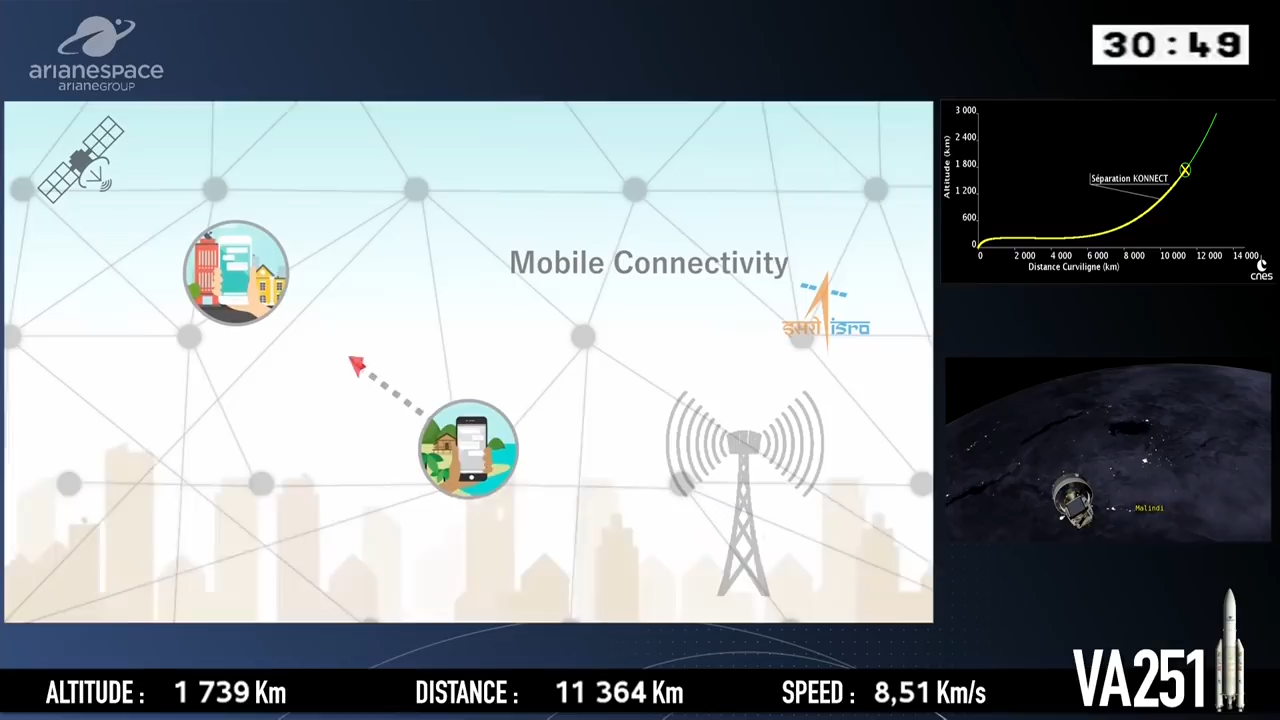 arianespace
arianeGROUP
30:49
Mobile Connectivity
इसरो isro
Altitude (km)
3 000
2 400
1 800
1 200
600
0
Séparation KONNECT
0 2 000 4 000 6 000 8 000 10 000 12 000 14 000
Distance Curviligne (km)
cnes
Malindi
ALTITUDE : 1 739 Km DISTANCE : 11 364 Km SPEED : 8,51 Km/s
VA251